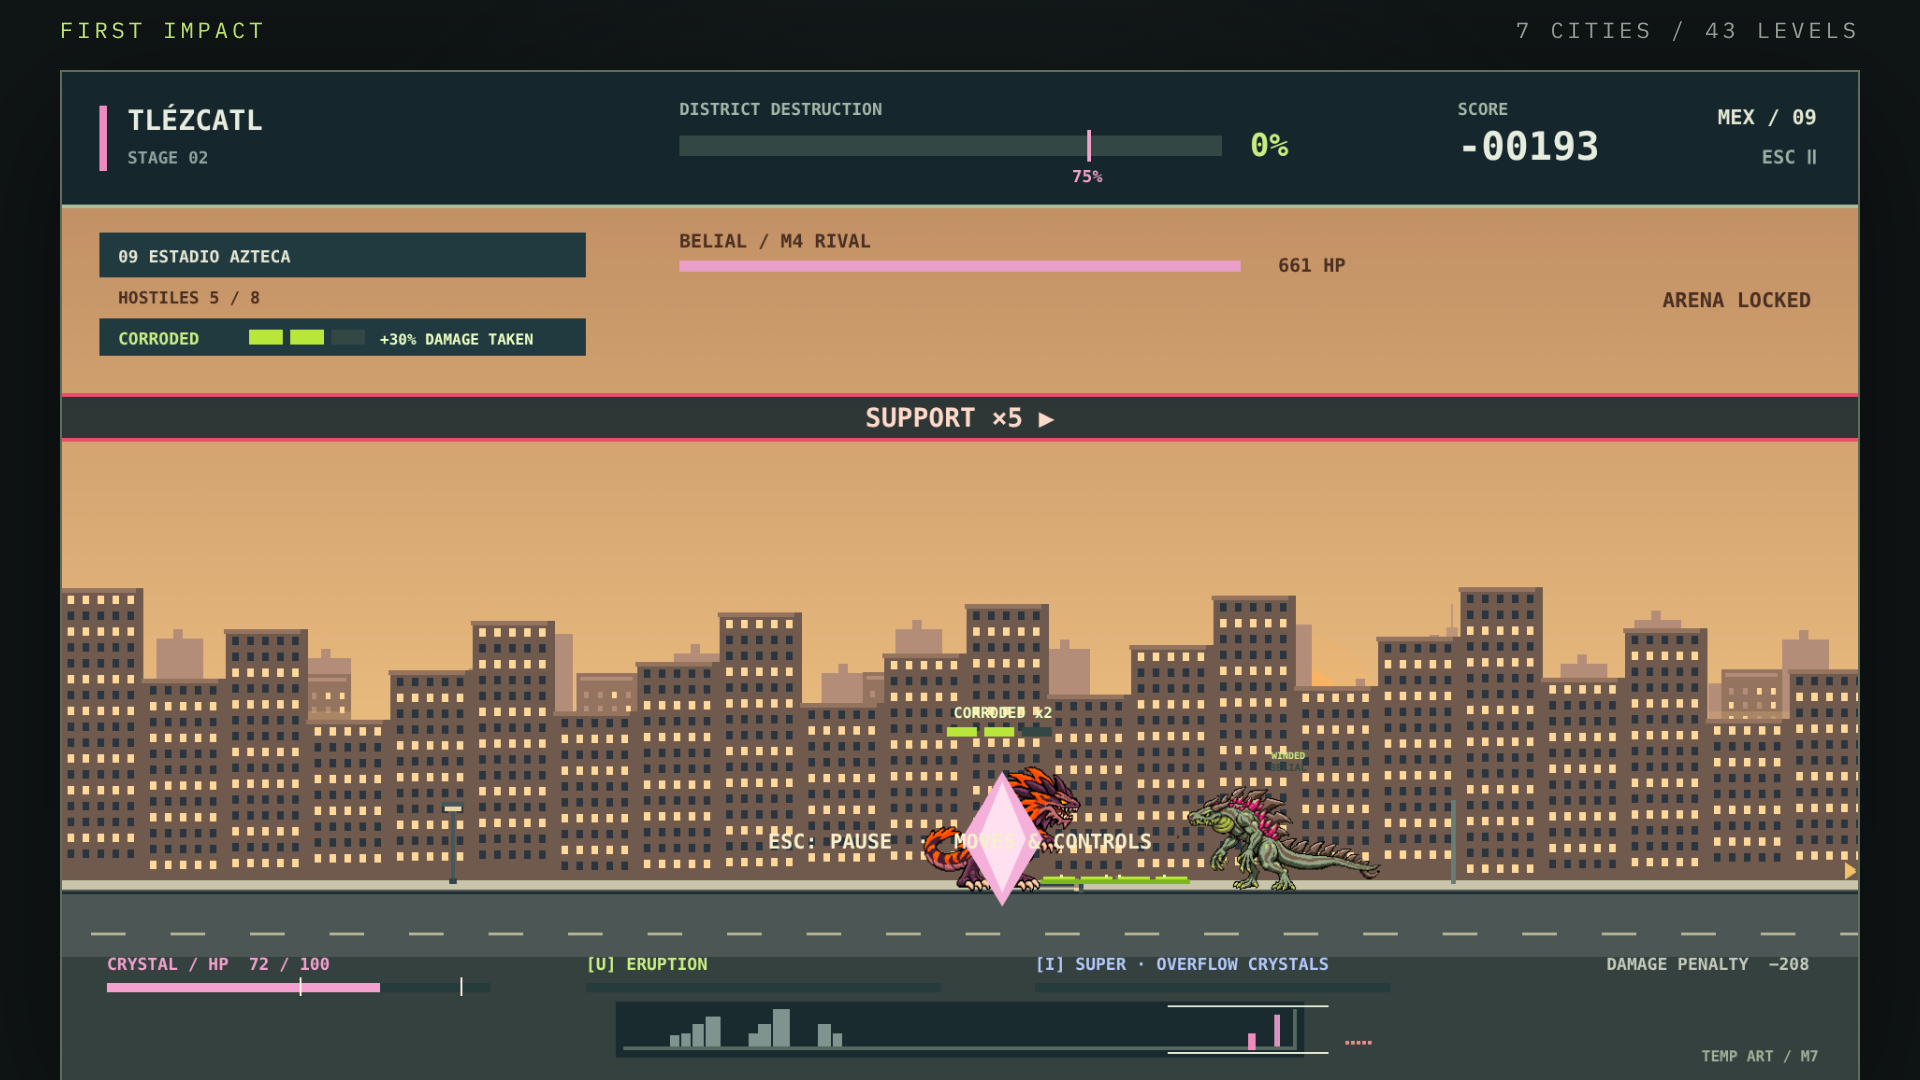 FIRST IMPACT
7 CITIES / 43 LEVELS
TLÉZCATL
STAGE 02
DISTRICT DESTRUCTION
0%
75%
SCORE
-00193
MEX / 09
ESC II
09 ESTADIO AZTECA
HOSTILES 5 / 8
CORRODED
+30% DAMAGE TAKEN
BELIAL / M4 RIVAL
661 HP
ARENA LOCKED
SUPPORT ×5 ▶
CORRODED ×2
WINDED
BELIAL
ESC: PAUSE · MOVES & CONTROLS
CRYSTAL / HP 72 / 100
[U] ERUPTION
[I] SUPER · OVERFLOW CRYSTALS
DAMAGE PENALTY −208
TEMP ART / M7